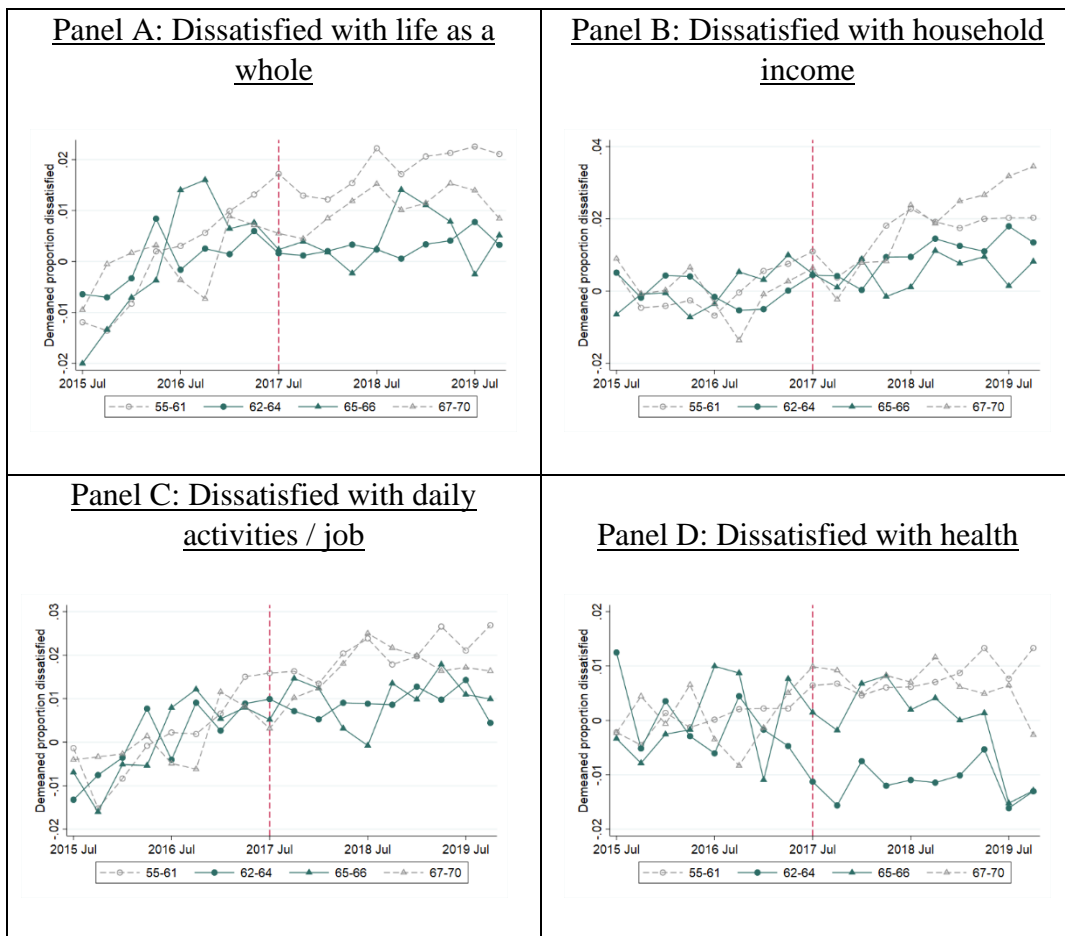 Panel A: Dissatisfied with life as a
whole
Demeaned proportion dissatisfied
.02
.01
0
-.01
-.02
2015 Jul 2016 Jul 2017 Jul 2018 Jul 2019 Jul
55-61 62-64 65-66 67-70
Panel B: Dissatisfied with household
income
Demeaned proportion dissatisfied
.04
.02
0
-.02
2015 Jul 2016 Jul 2017 Jul 2018 Jul 2019 Jul
55-61 62-64 65-66 67-70
Panel C: Dissatisfied with daily
activities / job
Demeaned proportion dissatisfied
.03
.02
.01
0
-.01
-.02
2015 Jul 2016 Jul 2017 Jul 2018 Jul 2019 Jul
55-61 62-64 65-66 67-70
Panel D: Dissatisfied with health
Demeaned proportion dissatisfied
.02
.01
0
-.01
-.02
2015 Jul 2016 Jul 2017 Jul 2018 Jul 2019 Jul
55-61 62-64 65-66 67-70